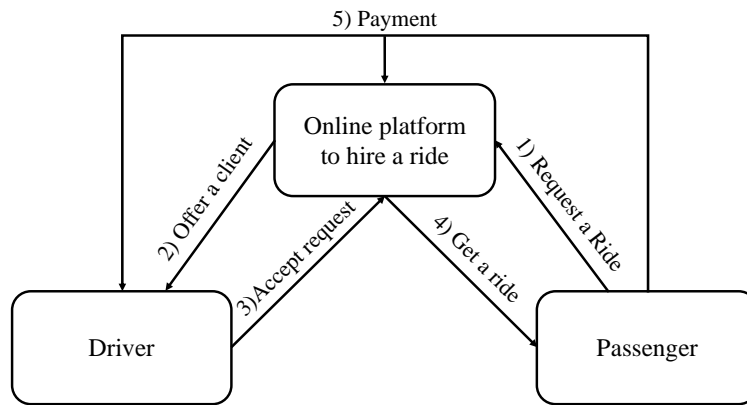 5) Payment
Online platform
to hire a ride
1) Request a Ride
2) Offer a client
3)Accept request
4) Get a ride
Driver
Passenger